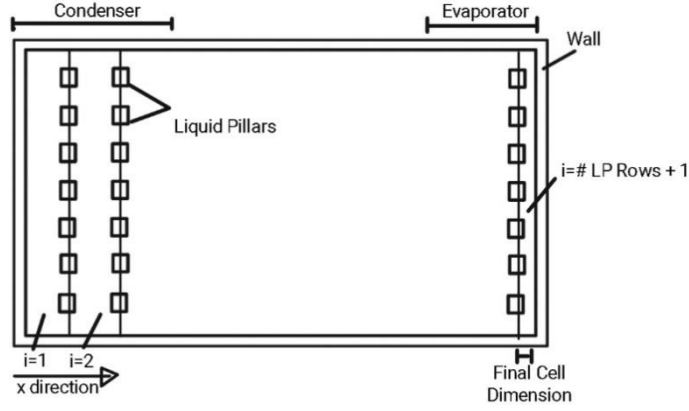 Condenser
Evaporator
Wall
Liquid Pillars
i=# LP Rows + 1
i=1
i=2
x direction
Final Cell
Dimension